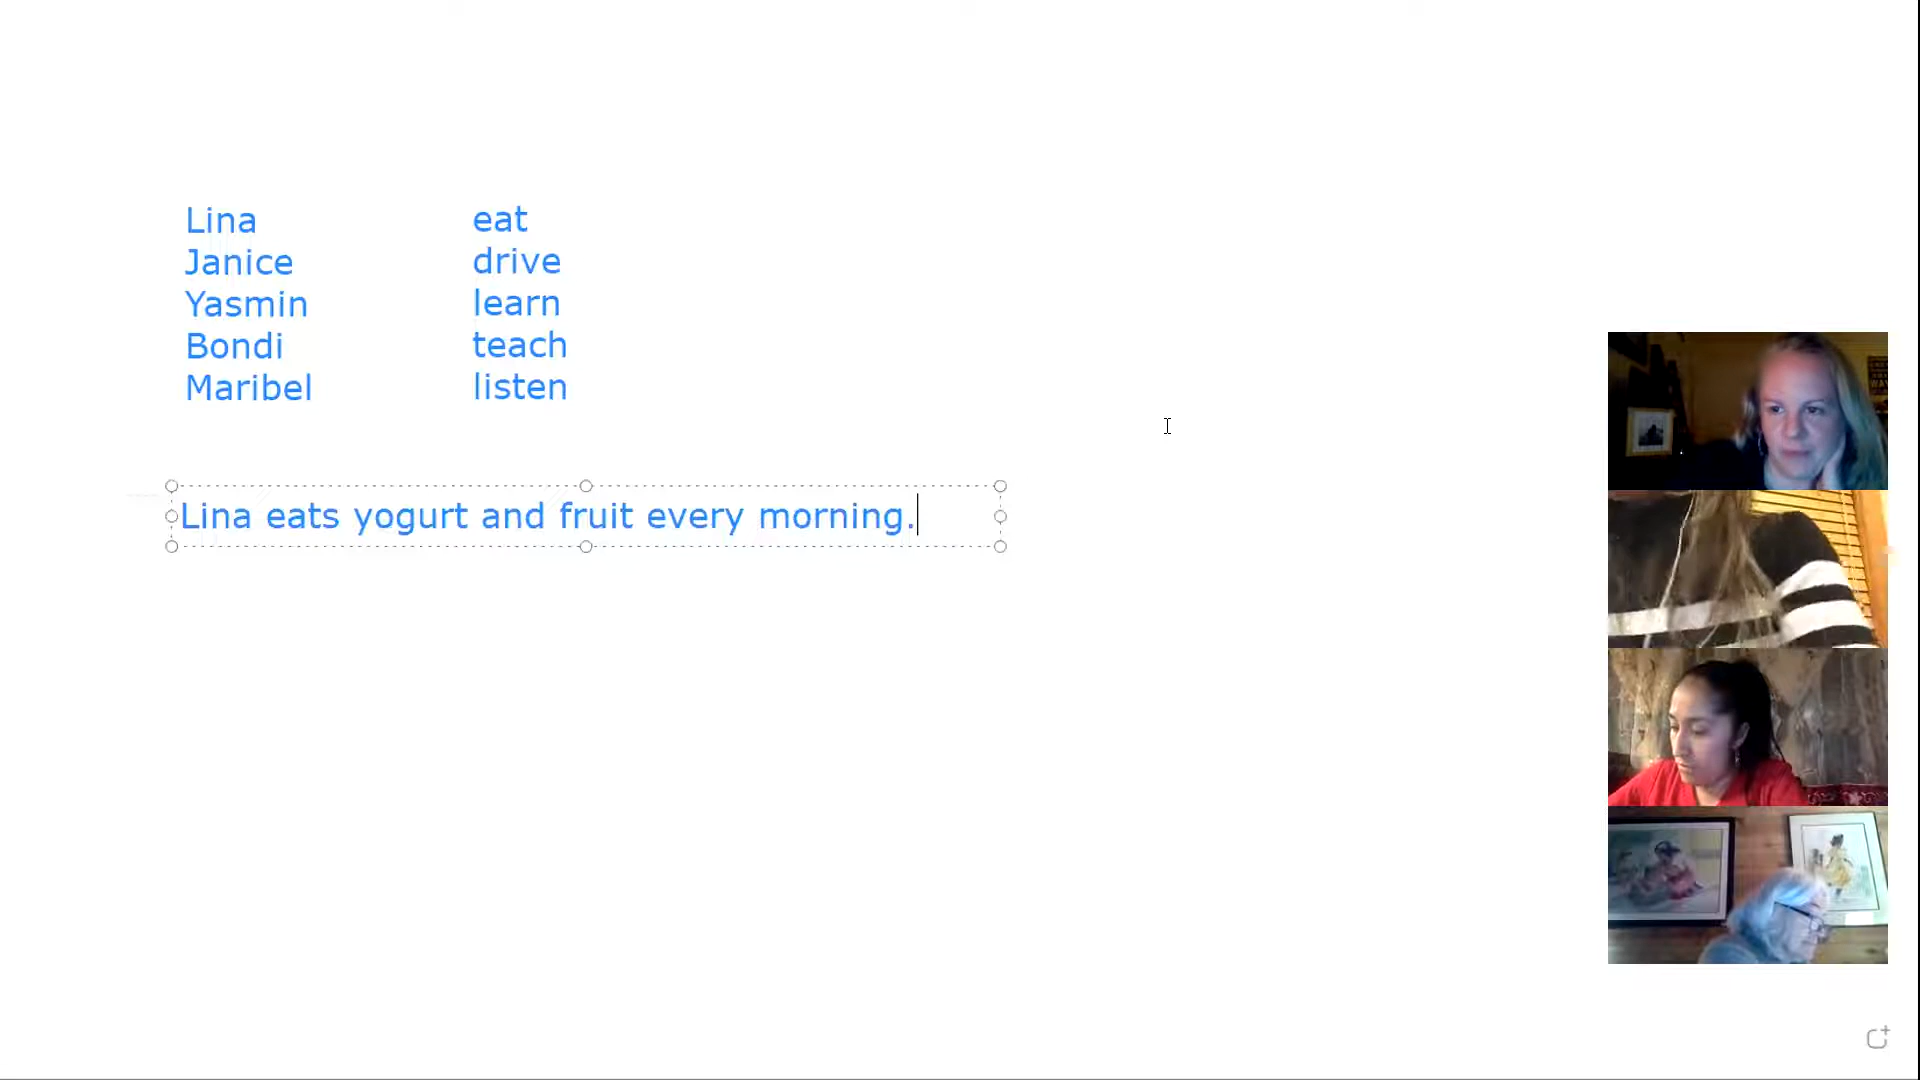 Lina
Janice
Yasmin
Bondi
Maribel
eat
drive
learn
teach
listen
Lina eats yogurt and fruit every morning.